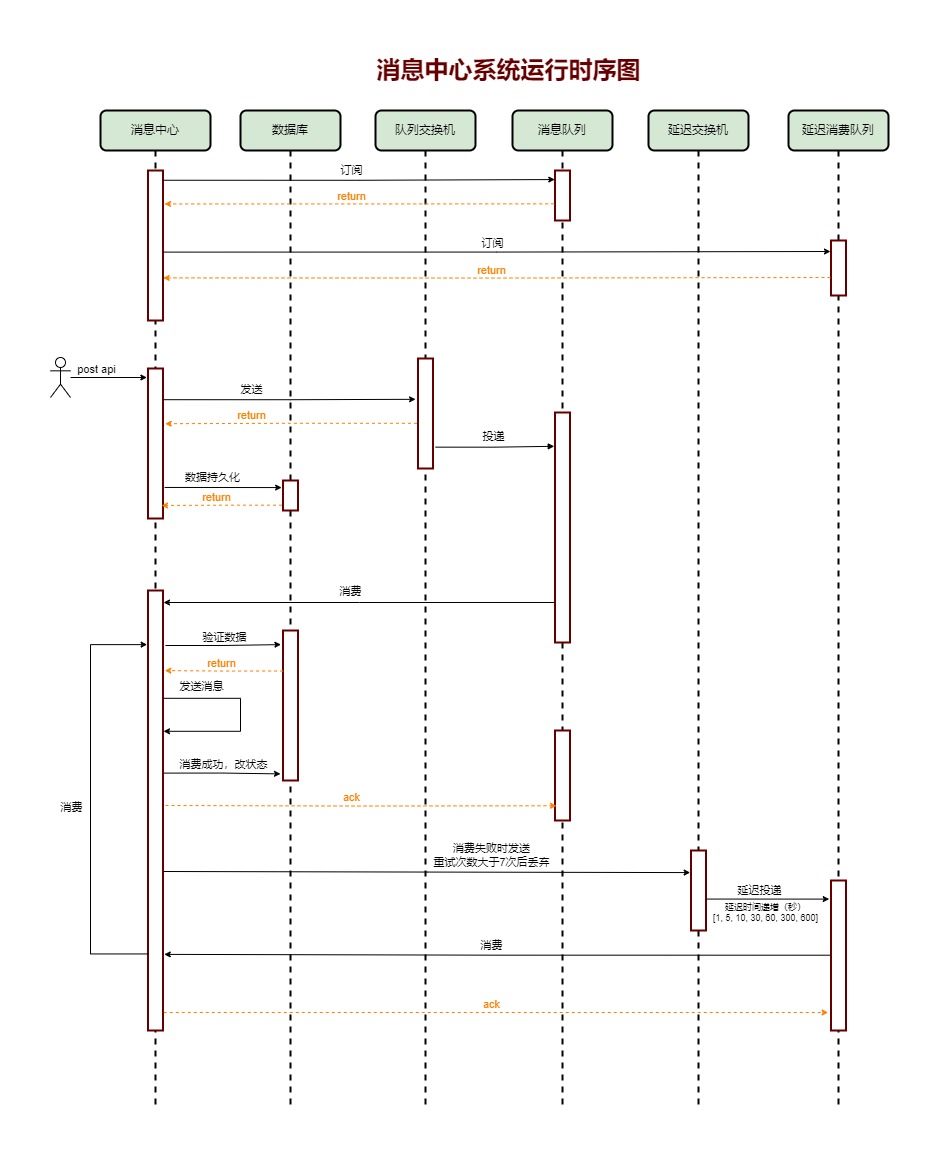 消息中心系统运行时序图
消息中心
数据库
队列交换机
消息队列
延迟交换机
延迟消费队列
订阅
return
订阅
return
post api
发送
return
投递
数据持久化
return
消费
验证数据
return
发送消息
消费成功，改状态
ack
消费
消费失败时发送
重试次数大于7次后丢弃
延迟投递
延迟时间递增（秒）
[1, 5, 10, 30, 60, 300, 600]
消费
ack